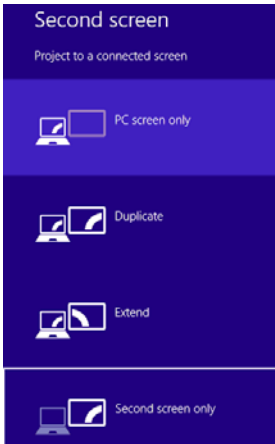 Second screen
Project to a connected screen
PC screen only
Duplicate
Extend
Second screen only